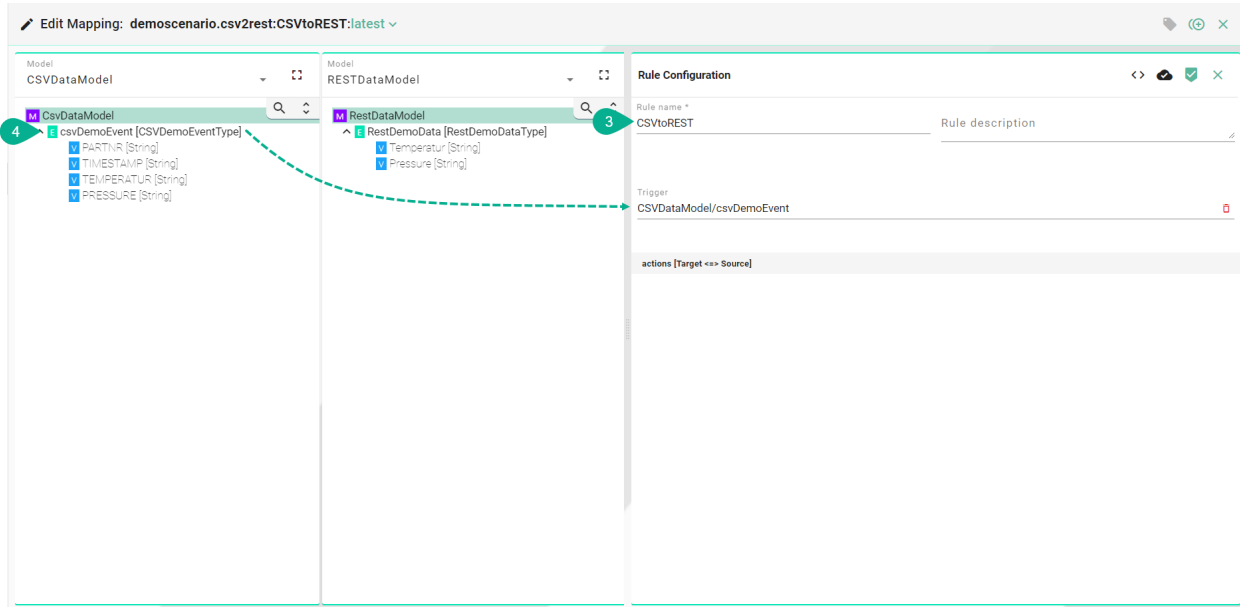 Edit Mapping: demoscenario.csv2rest:CSVtoREST:latest
Model
CSVDataModel
M CsvDataModel
4
E csvDemoEvent [CSVDemoEventType]
V PARTNR [String]
V TIMESTAMP [String]
V TEMPERATUR [String]
V PRESSURE [String]
Model
RESTDataModel
M RestDataModel
E RestDemoData [RestDemoDataType]
V Temperatur [String]
V Pressure [String]
Rule Configuration
Rule name *
3
CSVtoREST
Rule description
Trigger
CSVDataModel/csvDemoEvent
actions [Target <=> Source]